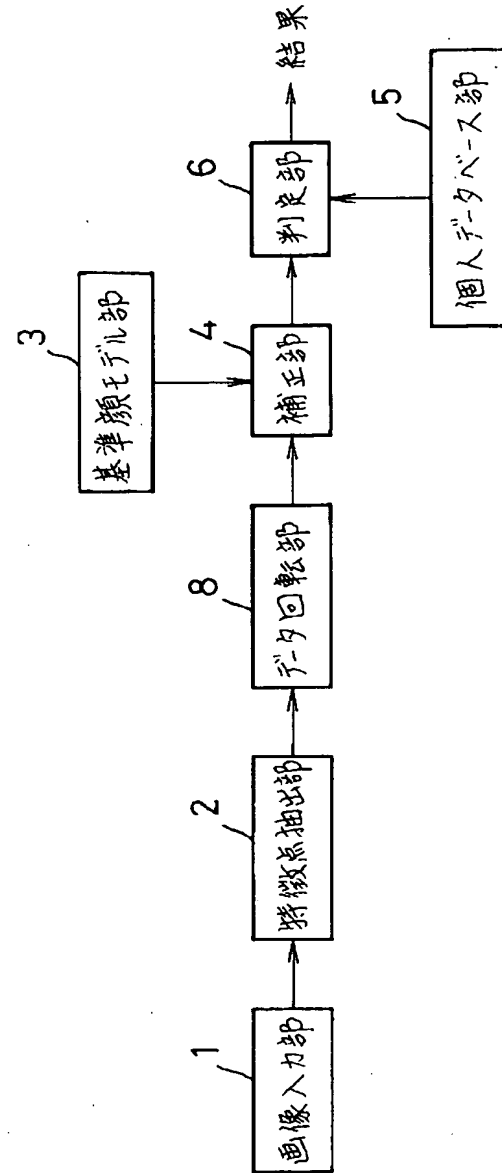 1
画像入力部
2
特徴点抽出部
8
データ回転部
3
基準顔モデル部
4
補正部
6
判定部
結果
5
個人データベース部